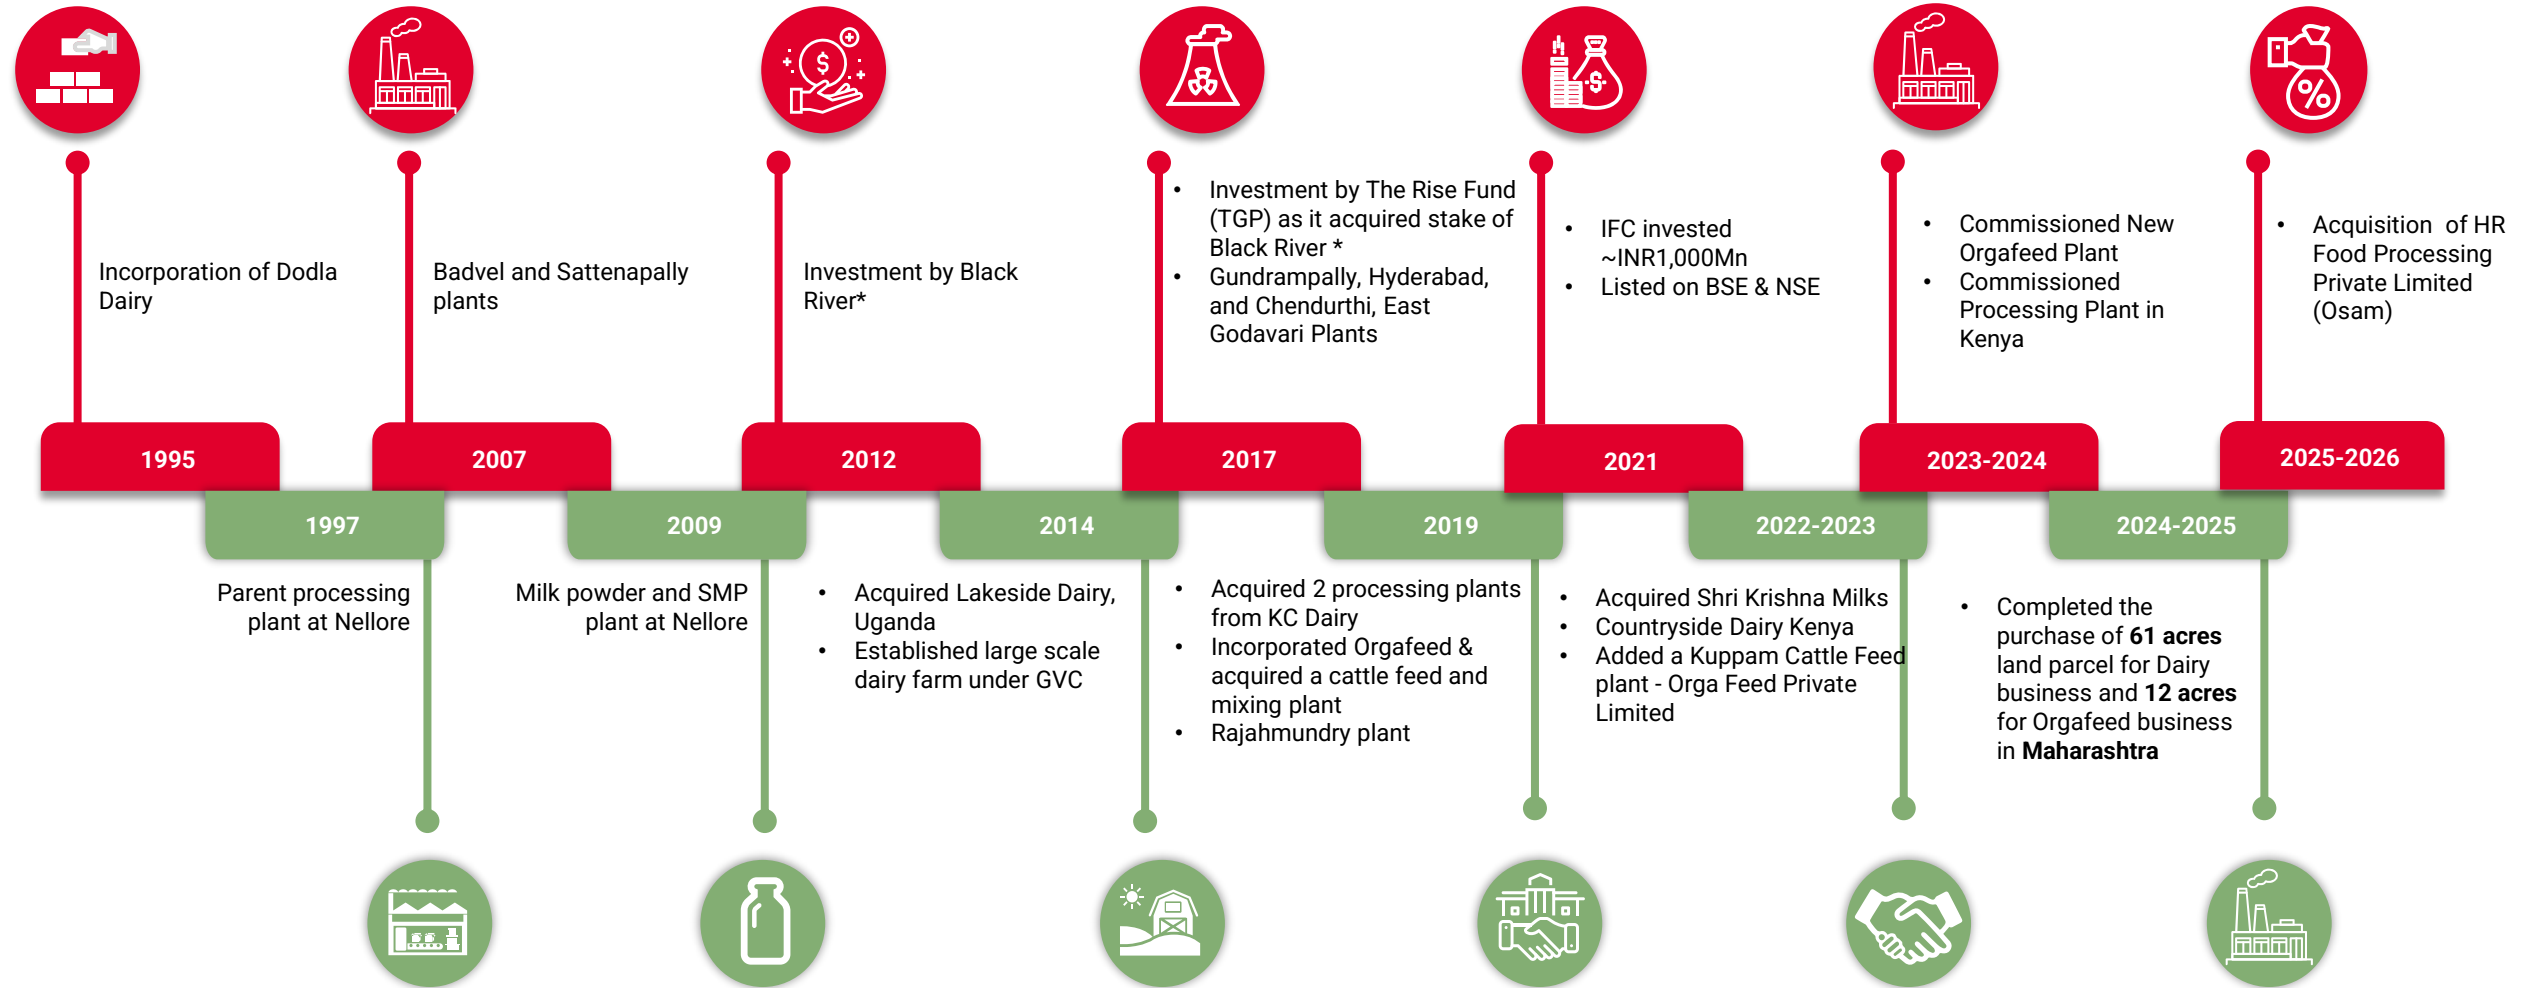 Incorporation of Dodla
Dairy
Badvel and Sattenapally
plants
Investment by Black
River*
• Investment by The Rise Fund
(TGP) as it acquired stake of
Black River *
• Gundrampally, Hyderabad,
and Chendurthi, East
Godavari Plants
• IFC invested
~INR1,000Mn
• Listed on BSE & NSE
• Commissioned New
Orgafeed Plant
• Commissioned
Processing Plant in
Kenya
• Acquisition of HR
Food Processing
Private Limited
(Osam)
1995
2007
2012
2017
2021
2023-2024
2025-2026
1997
2009
2014
2019
2022-2023
2024-2025
Parent processing
plant at Nellore
Milk powder and SMP
plant at Nellore
• Acquired Lakeside Dairy,
Uganda
• Established large scale
dairy farm under GVC
• Acquired 2 processing plants
from KC Dairy
• Incorporated Orgafeed &
acquired a cattle feed and
mixing plant
• Rajahmundry plant
• Acquired Shri Krishna Milks
• Countryside Dairy Kenya
• Added a Kuppam Cattle Feed
plant - Orga Feed Private
Limited
• Completed the
purchase of 61 acres
land parcel for Dairy
business and 12 acres
for Orgafeed business
in Maharashtra